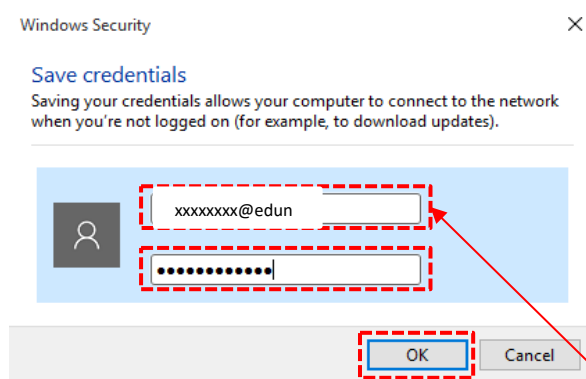 Windows Security
Save credentials
Saving your credentials allows your computer to connect to the network
when you're not logged on (for example, to download updates).
xxxxxxxx@edun
●●●●●●●●●●●●
OK
Cancel